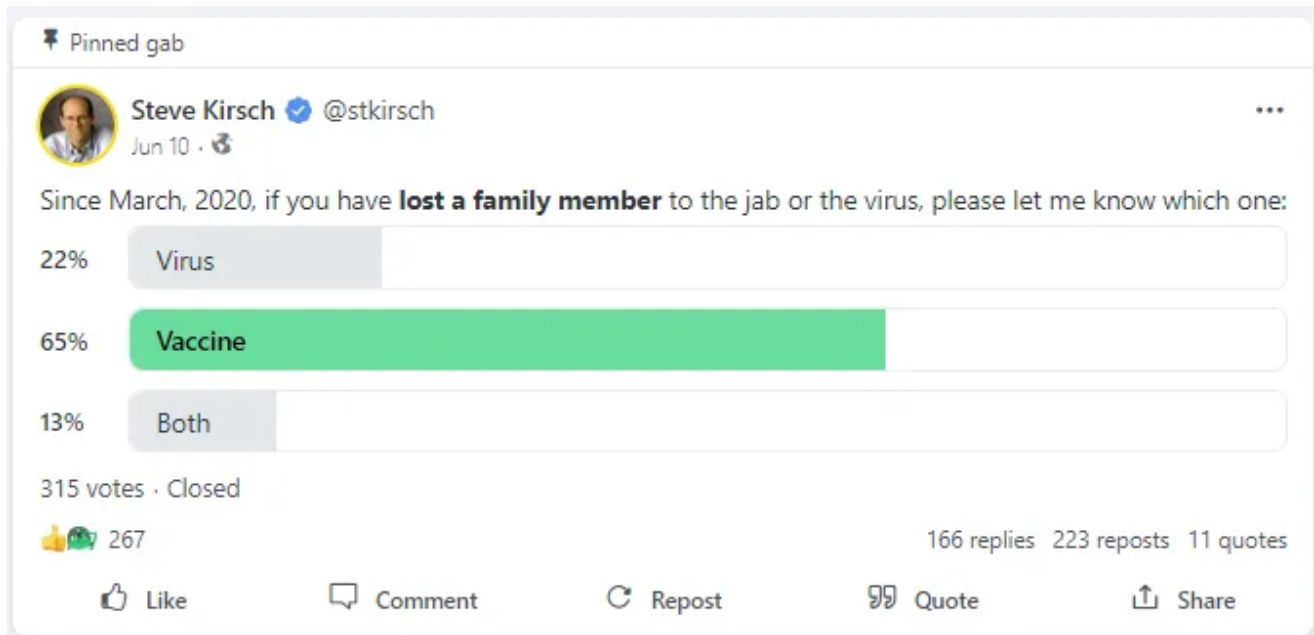 Pinned gab
Steve Kirsch @stkirsch
Jun 10 ·
Since March, 2020, if you have lost a family member to the jab or the virus, please let me know which one:
22% Virus
65% Vaccine
13% Both
315 votes · Closed
267 166 replies 223 reposts 11 quotes
Like Comment Repost Quote Share